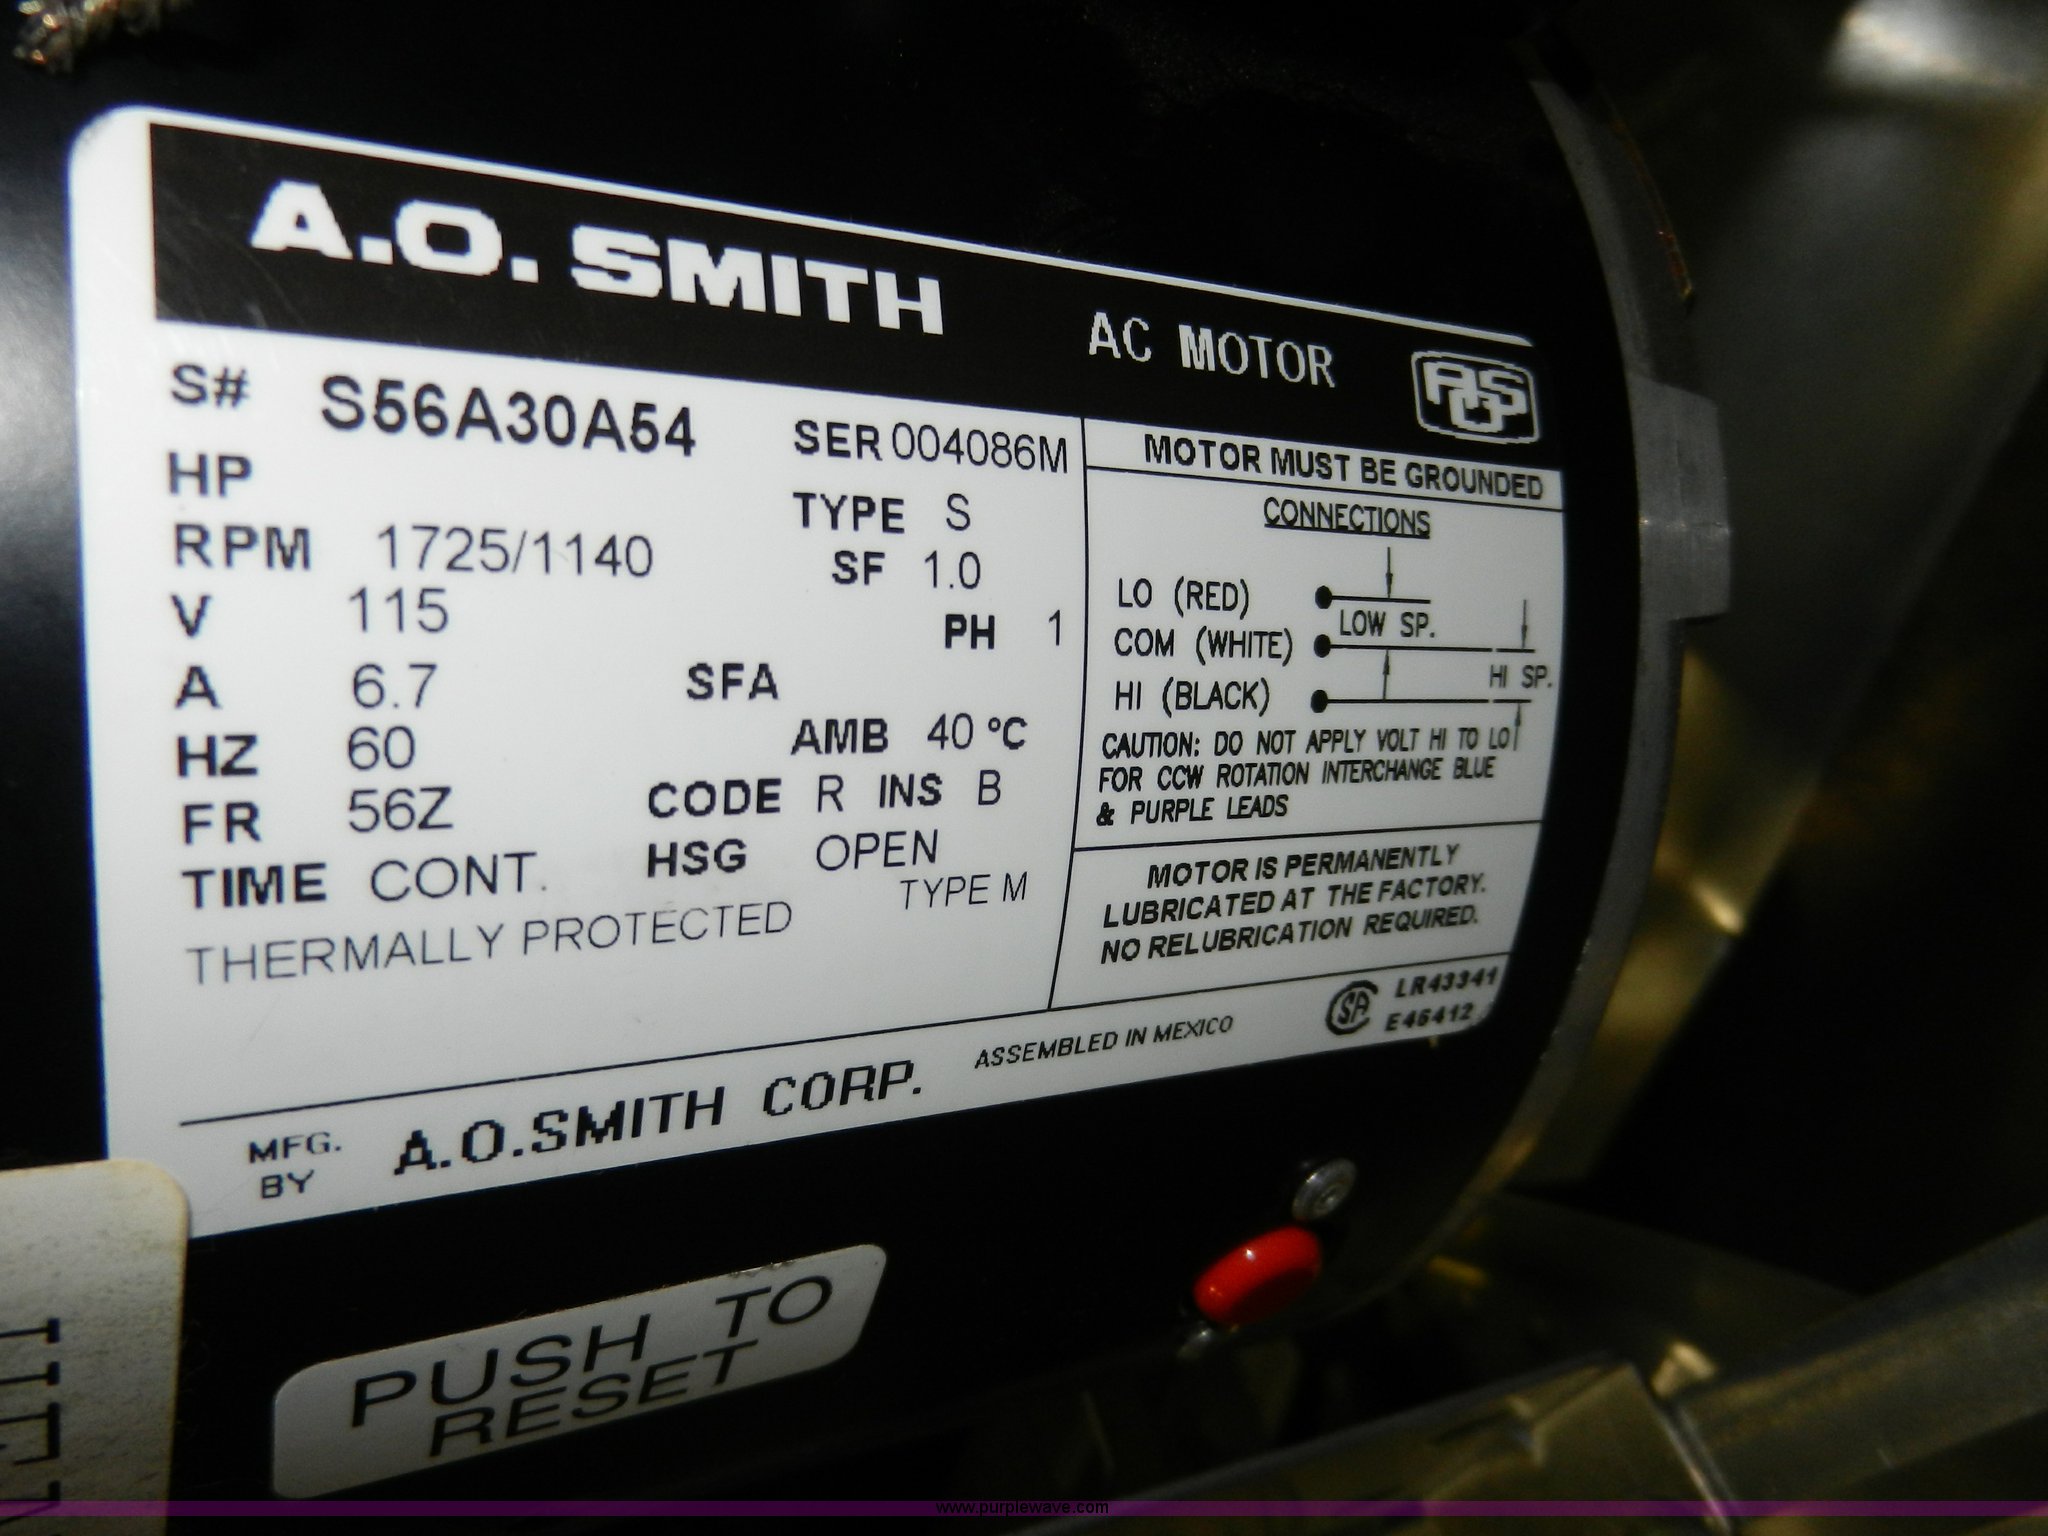 A.O. SMITH AC MOTOR
AOS
S# S56A30A54 SER 004086M
HP
TYPE S
RPM 1725/1140 SF 1.0
V 115 PH 1
A 6.7 SFA
HZ 60 AMB 40 °C
FR 56Z CODE R INS B
TIME CONT. HSG OPEN
THERMALLY PROTECTED TYPE M
MOTOR MUST BE GROUNDED
CONNECTIONS
LO (RED)
LOW SP.
COM (WHITE)
HI SP.
HI (BLACK)
CAUTION: DO NOT APPLY VOLT HI TO LO
FOR CCW ROTATION INTERCHANGE BLUE
& PURPLE LEADS
MOTOR IS PERMANENTLY
LUBRICATED AT THE FACTORY.
NO RELUBRICATION REQUIRED.
MFG.
BY
A.O.SMITH CORP. ASSEMBLED IN MEXICO
SA LR43341
E46412
PUSH TO
RESET
www.purplewave.com